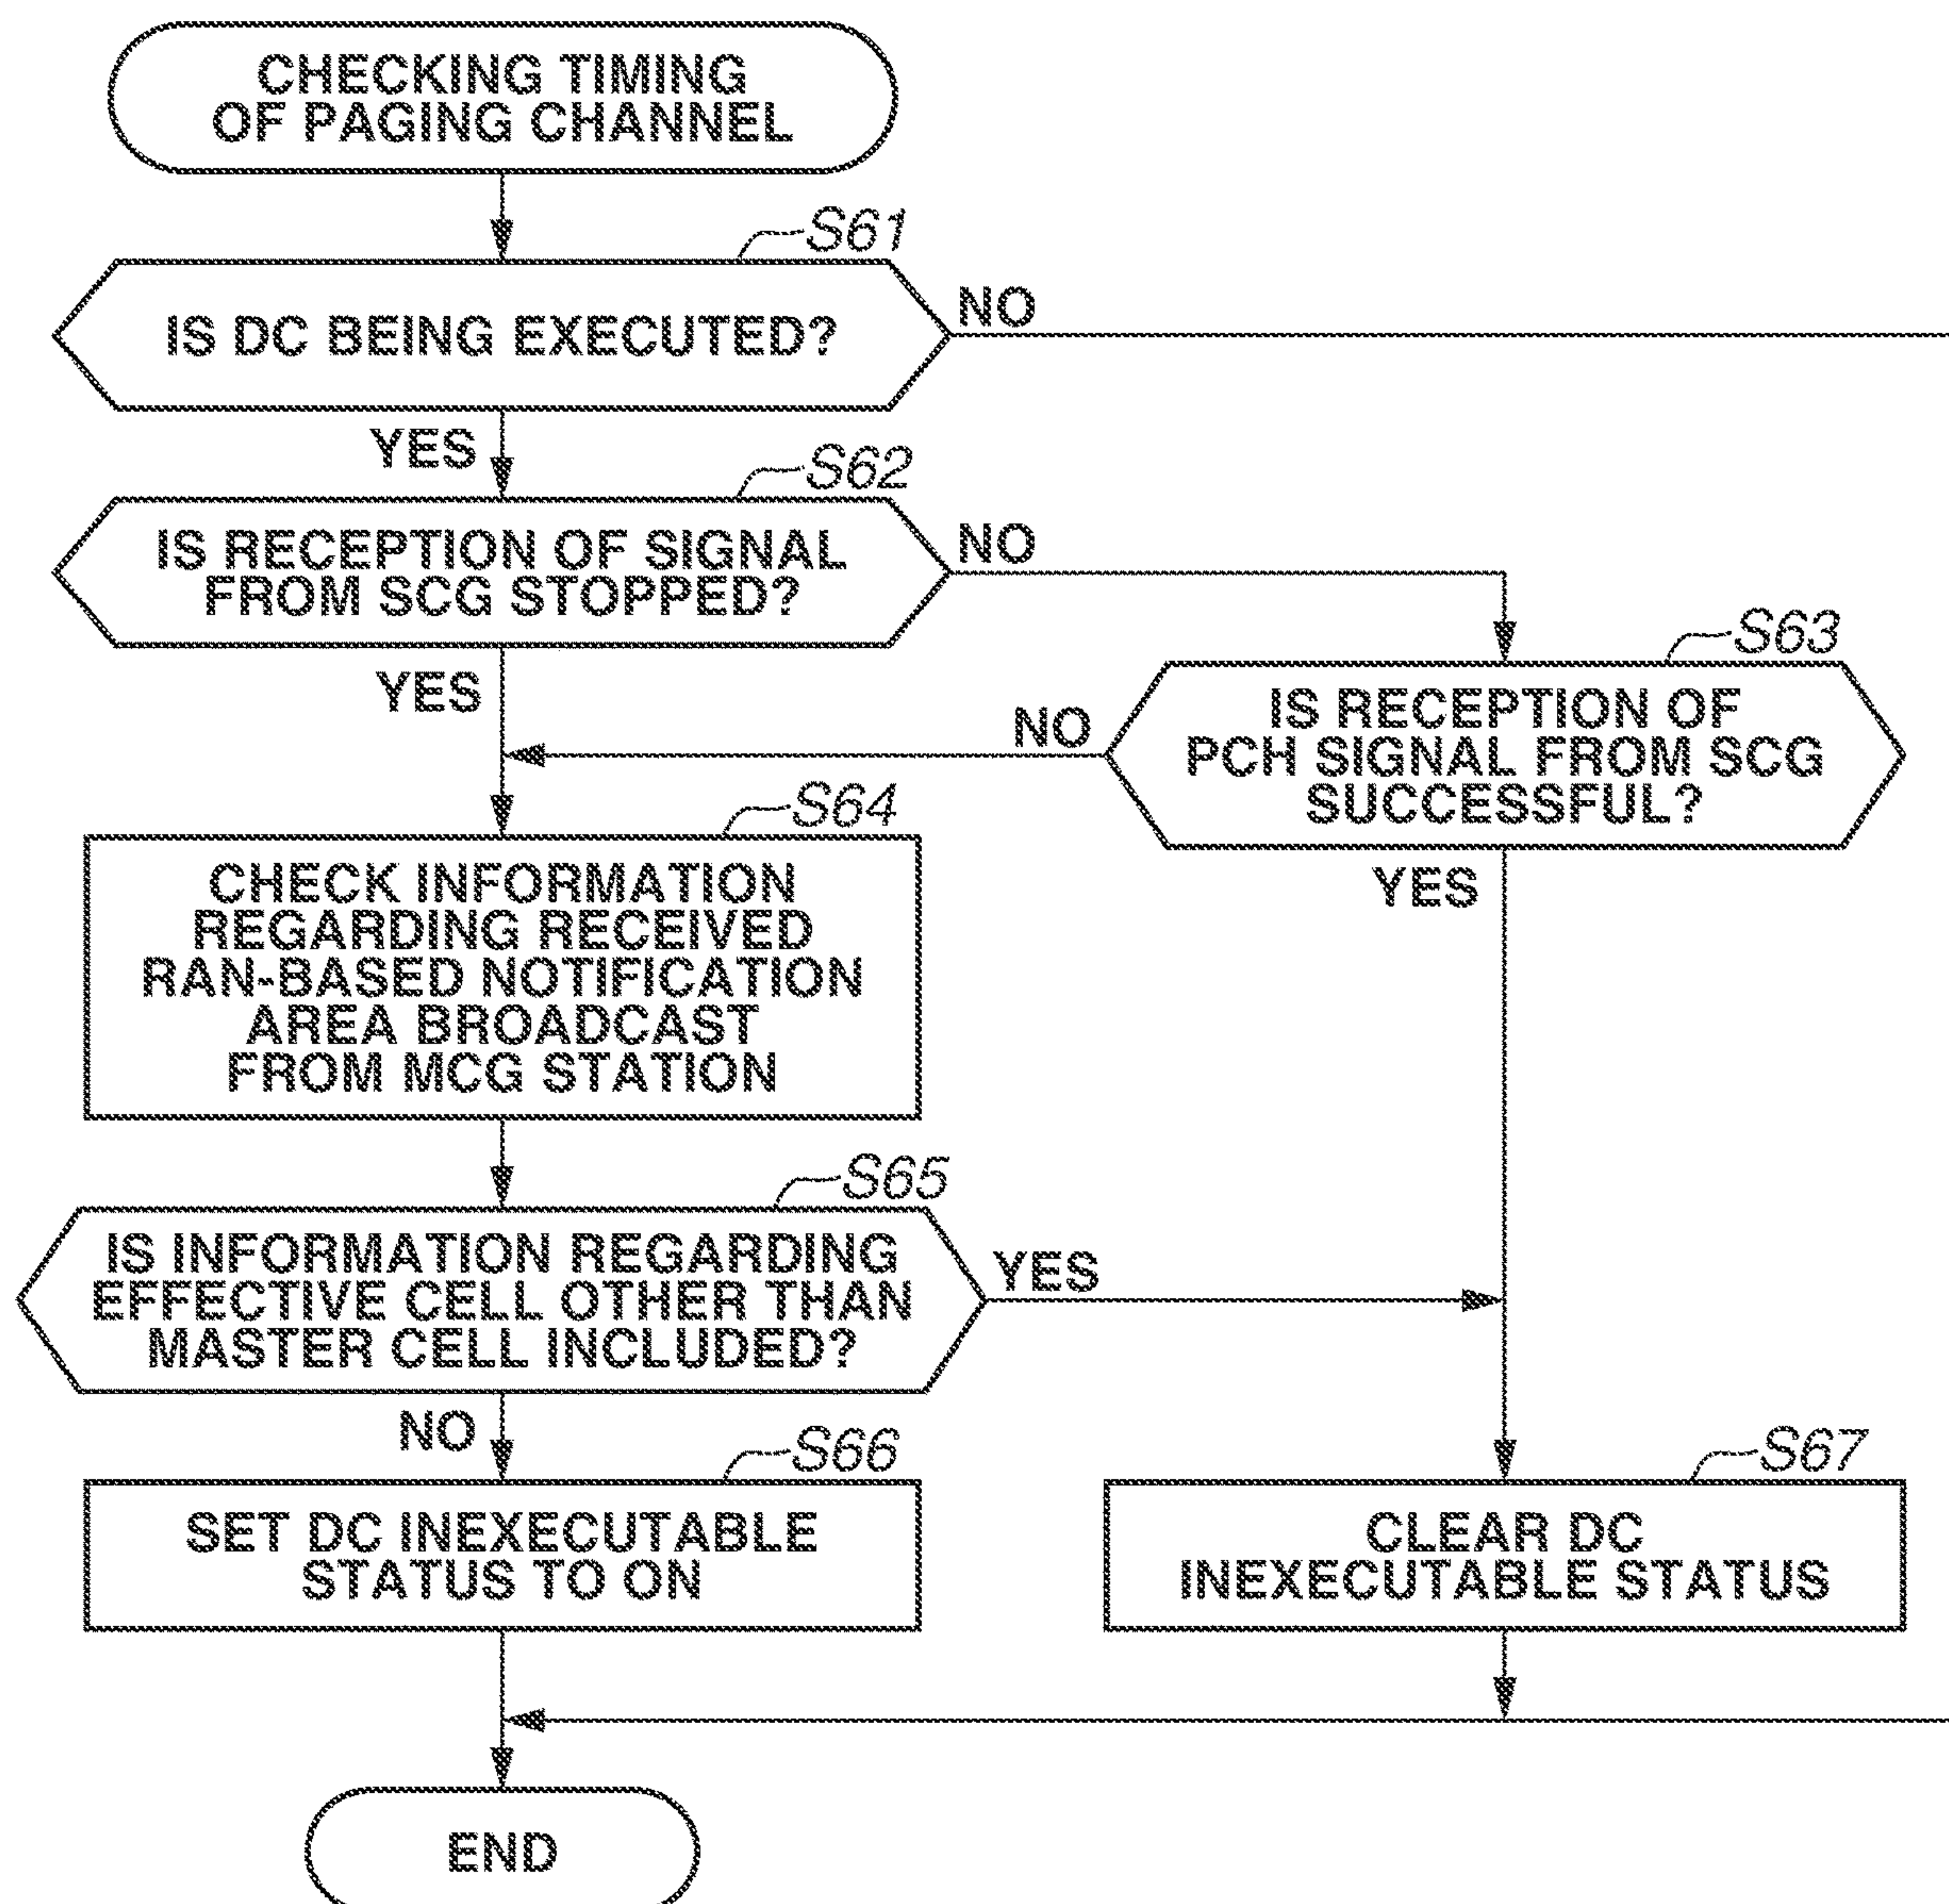 CHECKING TIMING
OF PAGING CHANNEL
S61
IS DC BEING EXECUTED?
NO
YES
S62
IS RECEPTION OF SIGNAL
FROM SCG STOPPED?
NO
YES
S63
IS RECEPTION OF
PCH SIGNAL FROM SCG
SUCCESSFUL?
NO
YES
S64
CHECK INFORMATION
REGARDING RECEIVED
RAN-BASED NOTIFICATION
AREA BROADCAST
FROM MCG STATION
S65
IS INFORMATION REGARDING
EFFECTIVE CELL OTHER THAN
MASTER CELL INCLUDED?
YES
NO
S66
SET DC INEXECUTABLE
STATUS TO ON
S67
CLEAR DC
INEXECUTABLE STATUS
END